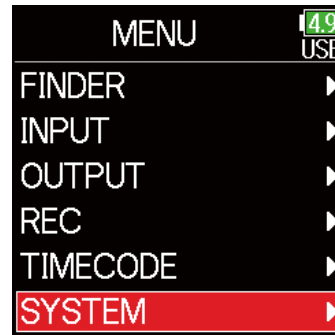 MENU
4.9
USB
FINDER
INPUT
OUTPUT
REC
TIMECODE
SYSTEM